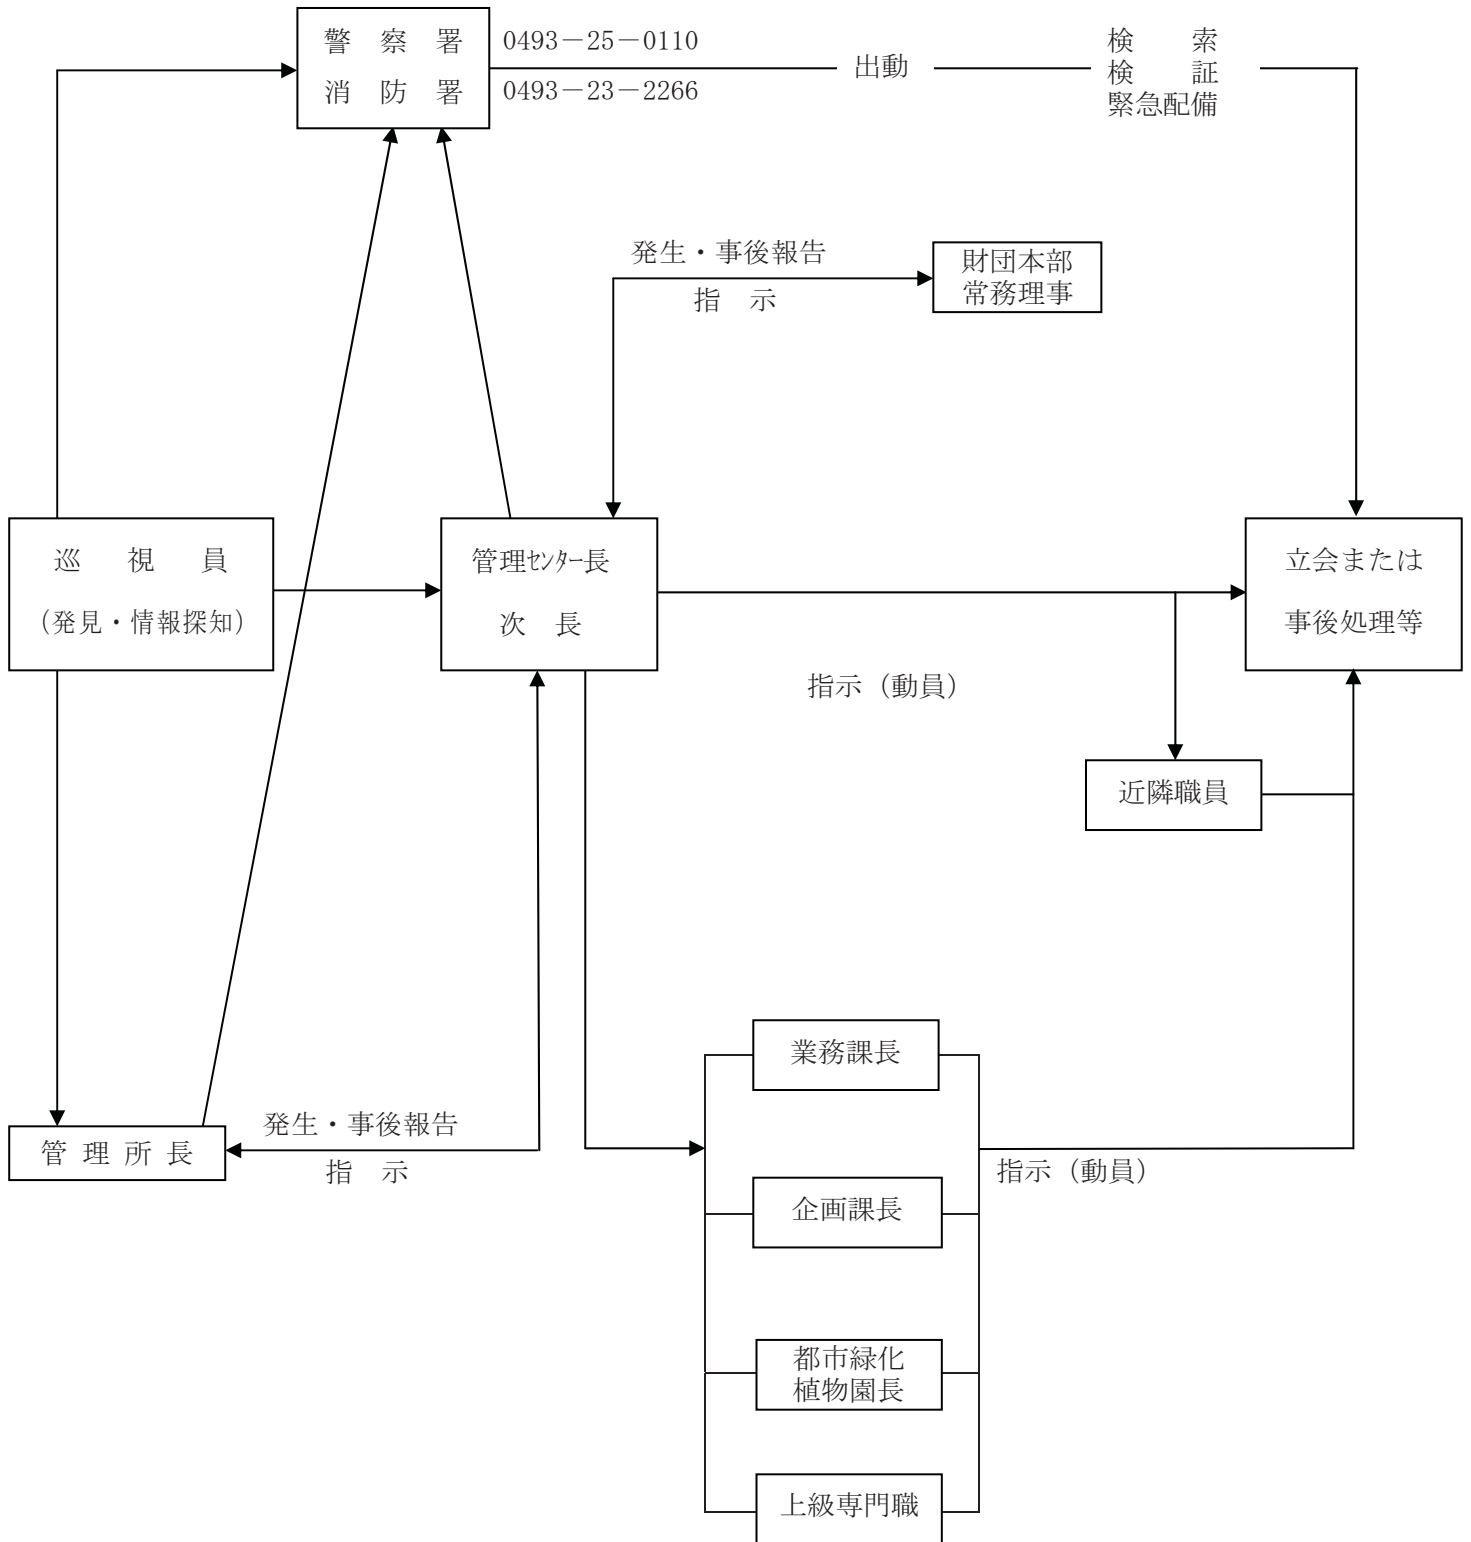 警　察　署　0493－25－0110
消　防　署　0493－23－2266
出動
検　　索
検　　証
緊急配備
発生・事後報告
指　示
財団本部
常務理事
巡　視　員
（発見・情報探知）
管理ｾﾝﾀー長
次　長
立会または
事後処理等
指示（動員）
近隣職員
業務課長
管 理 所 長
発生・事後報告
指　示
指示（動員）
企画課長
都市緑化
植物園長
上級専門職